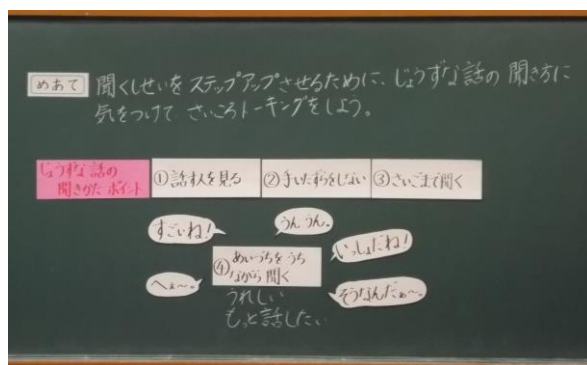 めあて
聞くしせいを ステップアップさせるために、じょうずな話の 聞き方に
気をつけて さいころトーキングをしよう。
じょうずな話の
聞きかた ポイント
①話す人を見る
②手いたずらをしない
③さいごまで聞く
すごいね!
うんうん。
いっしょだね!
④あいづちを うち
ながら 聞く
へぇ〜。
そうなんだぁ〜。
うれしい
もっと話したい